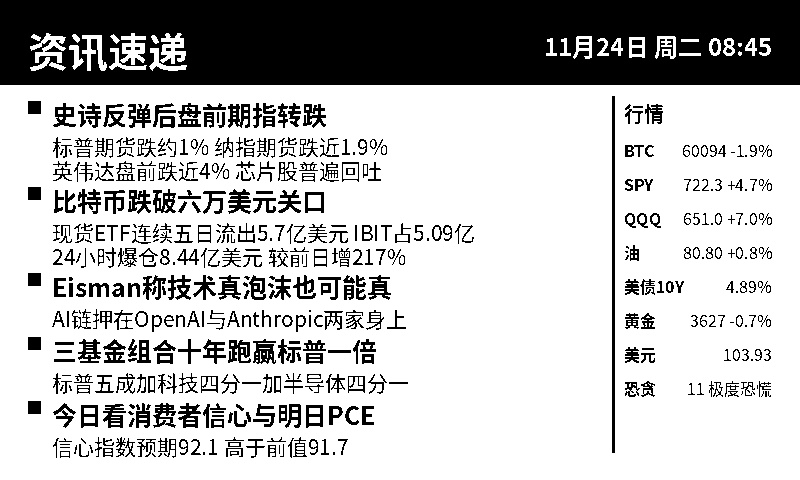 资讯速递
11月24日 周二 08:45
史诗反弹后盘前期指转跌
标普期货跌约1% 纳指期货跌近1.9%
英伟达盘前跌近4% 芯片股普遍回吐
比特币跌破六万美元关口
现货ETF连续五日流出5.7亿美元 IBIT占5.09亿
24小时爆仓8.44亿美元 较前日增217%
Eisman称技术真泡沫也可能真
AI链押在OpenAI与Anthropic两家身上
三基金组合十年跑赢标普一倍
标普五成加科技四分一加半导体四分一
今日看消费者信心与明日PCE
信心指数预期92.1 高于前值91.7
行情
BTC 60094 -1.9%
SPY 722.3 +4.7%
QQQ 651.0 +7.0%
油 80.80 +0.8%
美债10Y 4.89%
黄金 3627 -0.7%
美元 103.93
恐贪 11 极度恐慌